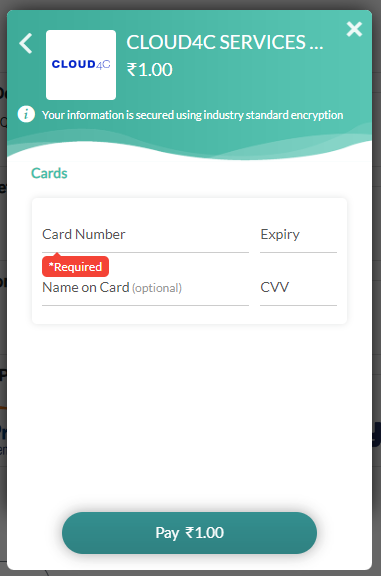 CLOUD4C SERVICES ...
CLOUD4C
₹1.00
Your information is secured using industry standard encryption
Cards
Card Number
Expiry
*Required
Name on Card (optional)
CVV
Pay ₹1.00